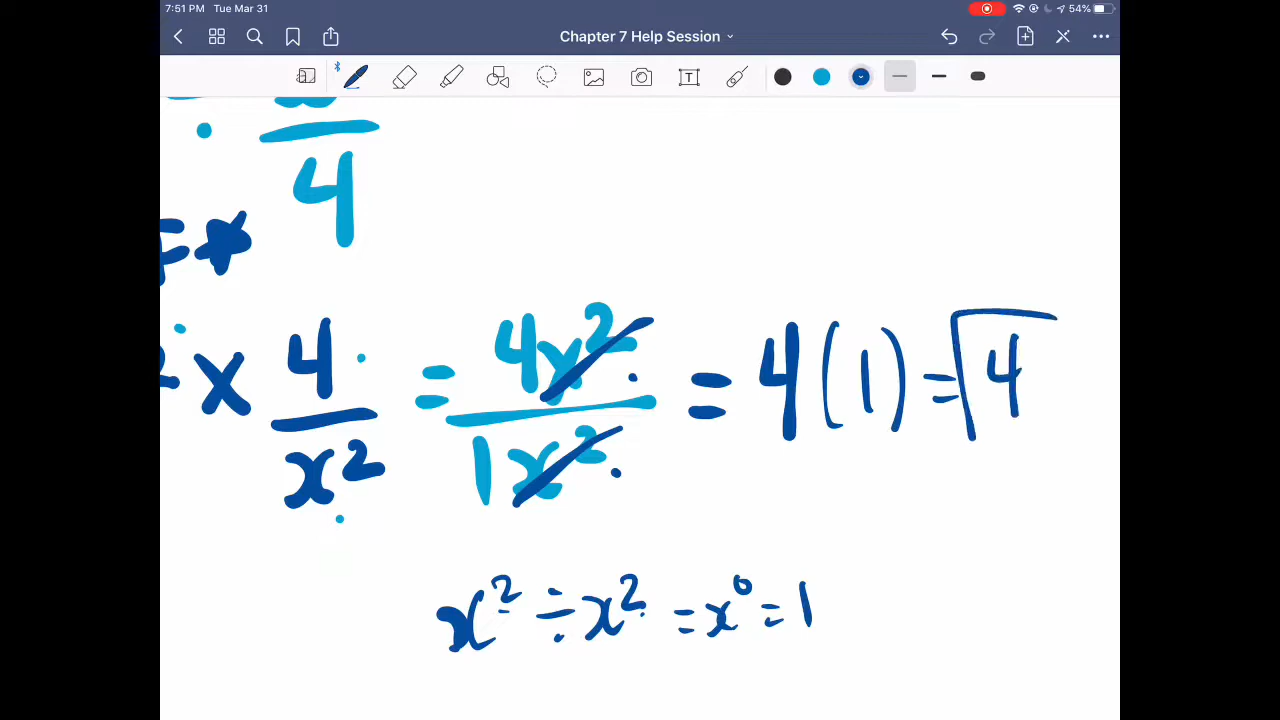 7:51 PM Tue Mar 31 54%
Chapter 7 Help Session
T
4
2 × 4/x² = 4x²/1x² = 4(1) = 4
x² ÷ x² = x⁰ = 1